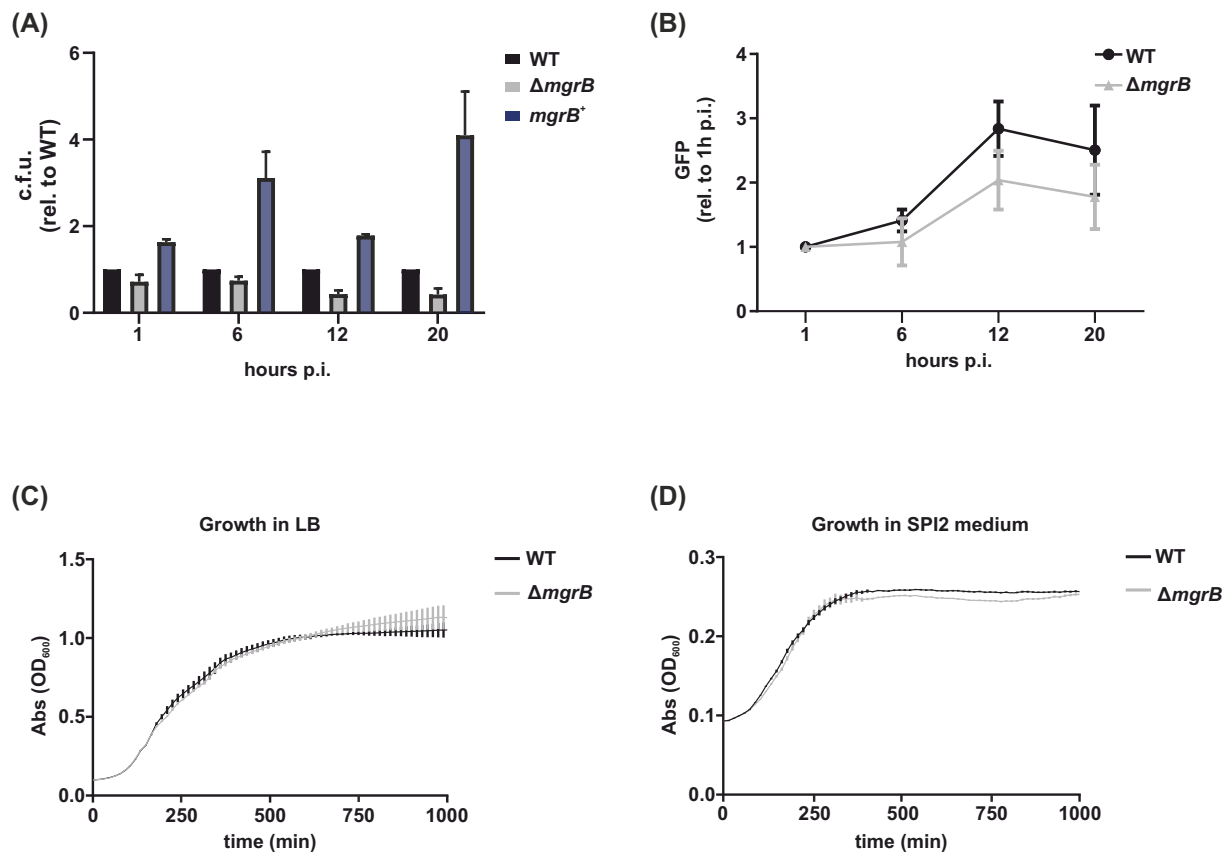 (A)
6
4
2
0
c.f.u.
(rel. to WT)
1
6
12
20
hours p.i.
WT
ΔmgrB
mgrB⁺
(B)
4
3
2
1
0
GFP
(rel. to 1h p.i.)
1
6
12
20
hours p.i.
WT
ΔmgrB
(C)
Growth in LB
1.5
1.0
0.5
0.0
Abs (OD₆₀₀)
0
250
500
750
1000
time (min)
WT
ΔmgrB
(D)
Growth in SPI2 medium
0.3
0.2
0.1
0.0
Abs (OD₆₀₀)
0
250
500
750
1000
time (min)
WT
ΔmgrB